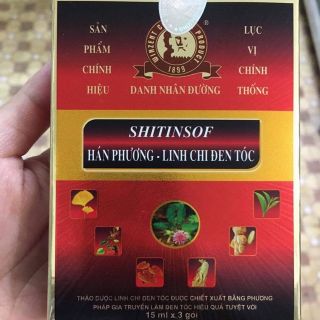 SẢN
PHẨM
CHÍNH
HIỆU
PRODUCT
1899
DANH NHÂN ĐƯỜNG
LỤC
VỊ
CHÍNH
THỐNG
SHITINSOF
HÁN PHƯƠNG - LINH CHI ĐEN TÓC
THẢO DƯỢC LINH CHI ĐEN TÓC ĐƯỢC CHIẾT XUẤT BẰNG PHƯƠNG
PHÁP GIA TRUYỀN LÀM ĐEN TÓC HIỆU QUẢ TUYỆT VỜI
15 ml x 3 gói